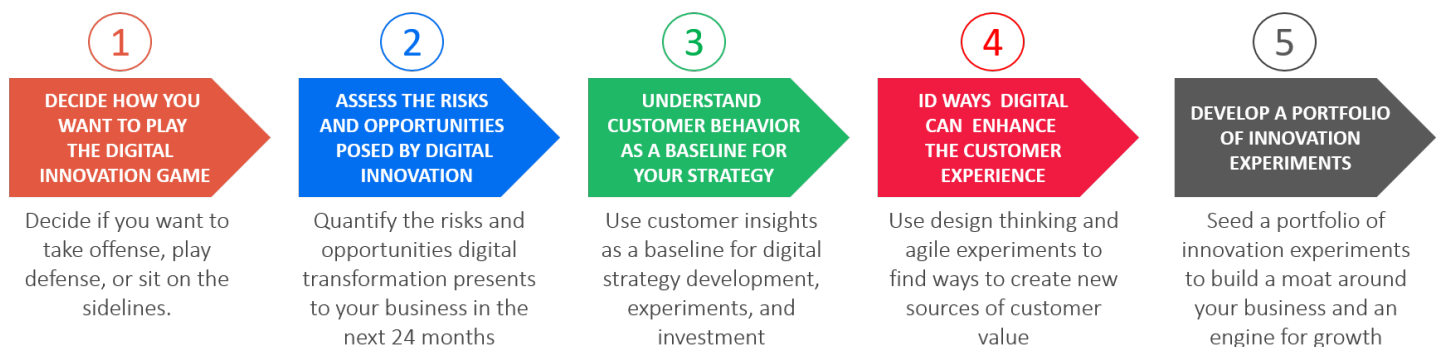 1
DECIDE HOW YOU
WANT TO PLAY
THE DIGITAL
INNOVATION GAME
Decide if you want to
take offense, play
defense, or sit on the
sidelines.
2
ASSESS THE RISKS
AND OPPORTUNITIES
POSED BY DIGITAL
INNOVATION
Quantify the risks and
opportunities digital
transformation presents
to your business in the
next 24 months
3
UNDERSTAND
CUSTOMER BEHAVIOR
AS A BASELINE FOR
YOUR STRATEGY
Use customer insights
as a baseline for digital
strategy development,
experiments, and
investment
4
ID WAYS DIGITAL
CAN ENHANCE
THE CUSTOMER
EXPERIENCE
Use design thinking and
agile experiments to
find ways to create new
sources of customer
value
5
DEVELOP A PORTFOLIO
OF INNOVATION
EXPERIMENTS
Seed a portfolio of
innovation experiments
to build a moat around
your business and an
engine for growth